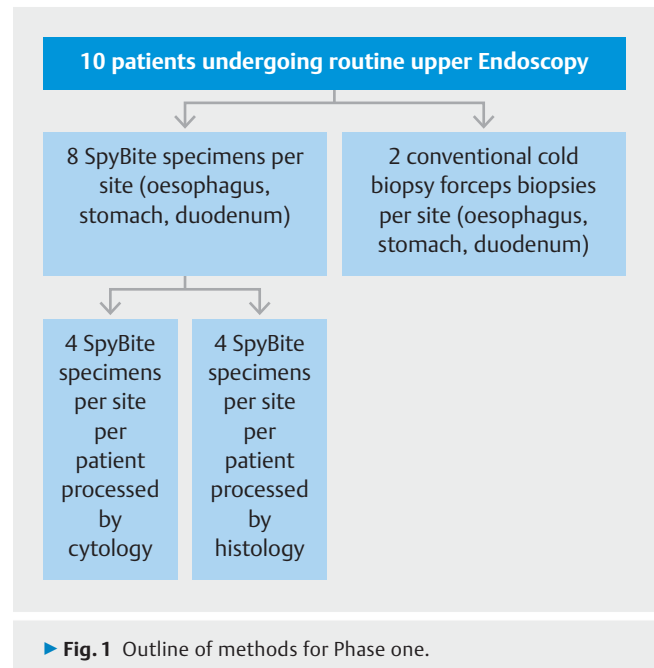 10 patients undergoing routine upper Endoscopy
8 SpyBite specimens per
site (oesophagus,
stomach, duodenum)
2 conventional cold
biopsy forceps biopsies
per site (oesophagus,
stomach, duodenum)
4 SpyBite
specimens
per site
per
patient
processed
by
cytology
4 SpyBite
specimens
per site
per
patient
processed
by
histology
► Fig. 1 Outline of methods for Phase one.